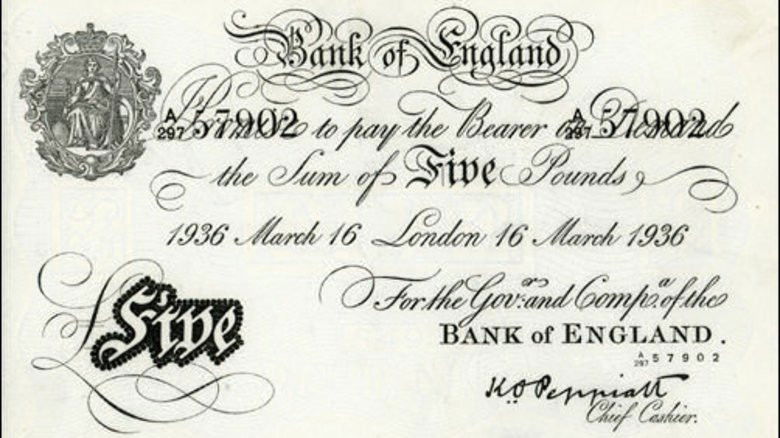 Bank of England
I Promise to pay the Bearer on Demand
A/297 57902 A/297 57902
the Sum of Five Pounds
1936 March 16 London 16 March 1936
For the Govr. and Compa. of the
BANK of ENGLAND.
A/297 57902
£ Five
K.O. Peppiatt
Chief Cashier.